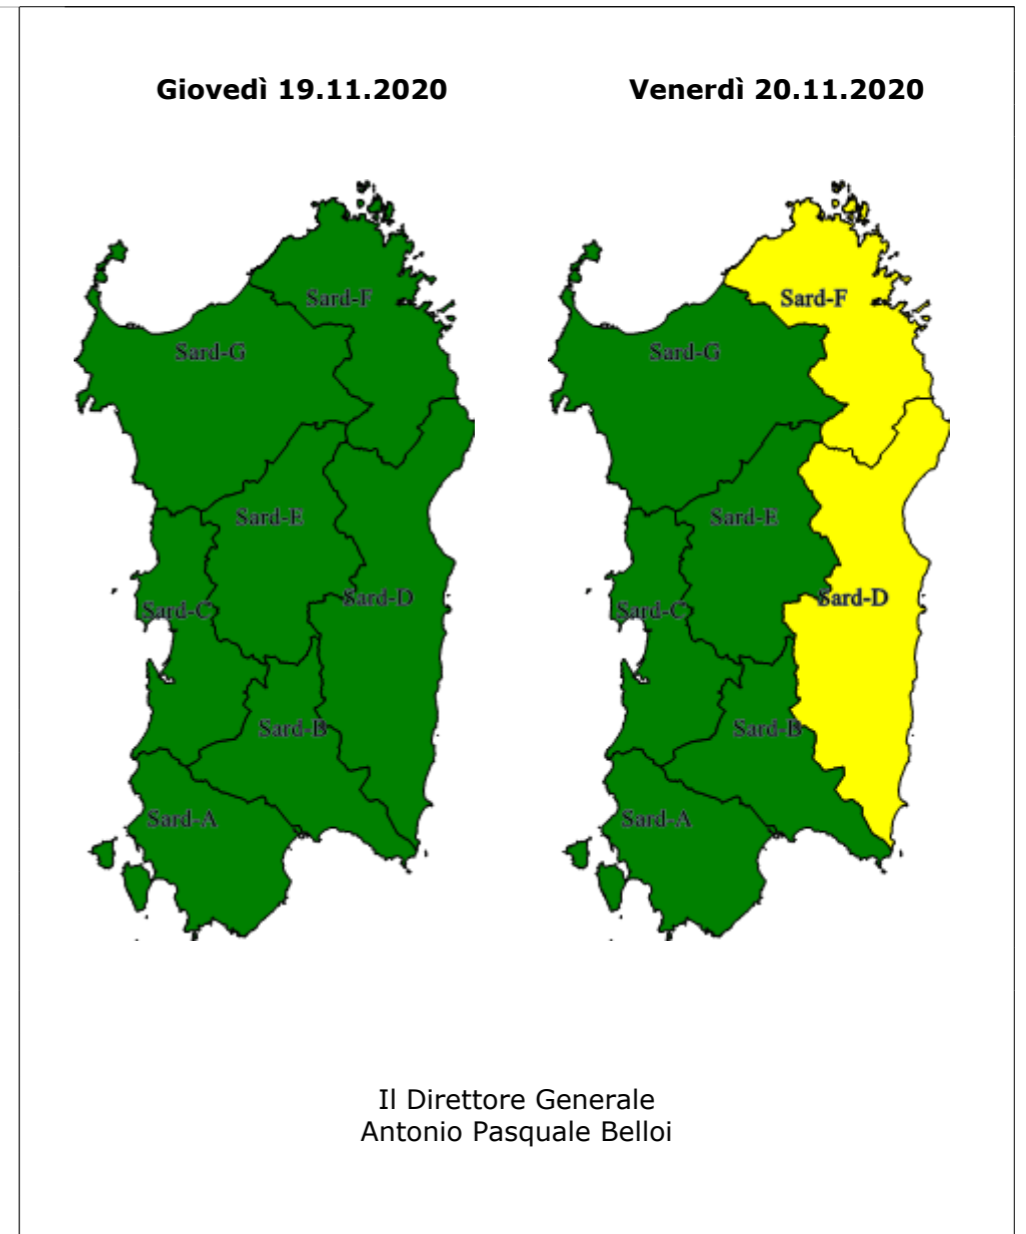 Giovedì 19.11.2020
Venerdì 20.11.2020
Sard-F
Sard-G
Sard-E
Sard-D
Sard-C
Sard-B
Sard-A
Sard-F
Sard-G
Sard-E
Sard-D
Sard-C
Sard-B
Sard-A
Il Direttore Generale
Antonio Pasquale Belloi